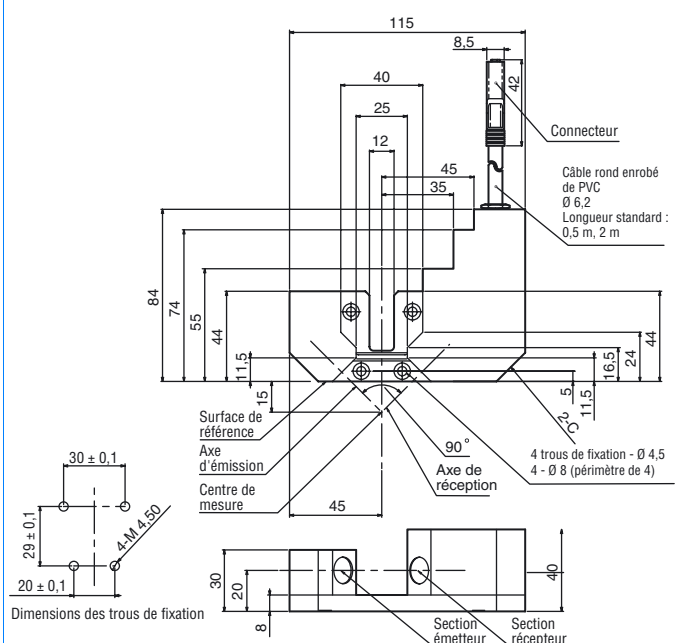 115
8,5
40
42
25
Connecteur
12
45
35
Câble rond enrobé
de PVC
Ø 6,2
Longueur standard :
0,5 m, 2 m
84
74
55
44
11,5
15
44
24
16,5
5
11,5
2-C
Surface de
référence
Axe
d'émission
Centre de
mesure
90°
Axe de
réception
4 trous de fixation - Ø 4,5
4 - Ø 8 (périmètre de 4)
45
30 ± 0,1
29 ± 0,1
4-M 4,50
20 ± 0,1
Dimensions des trous de fixation
30
20
8
40
Section
émetteur
Section
récepteur